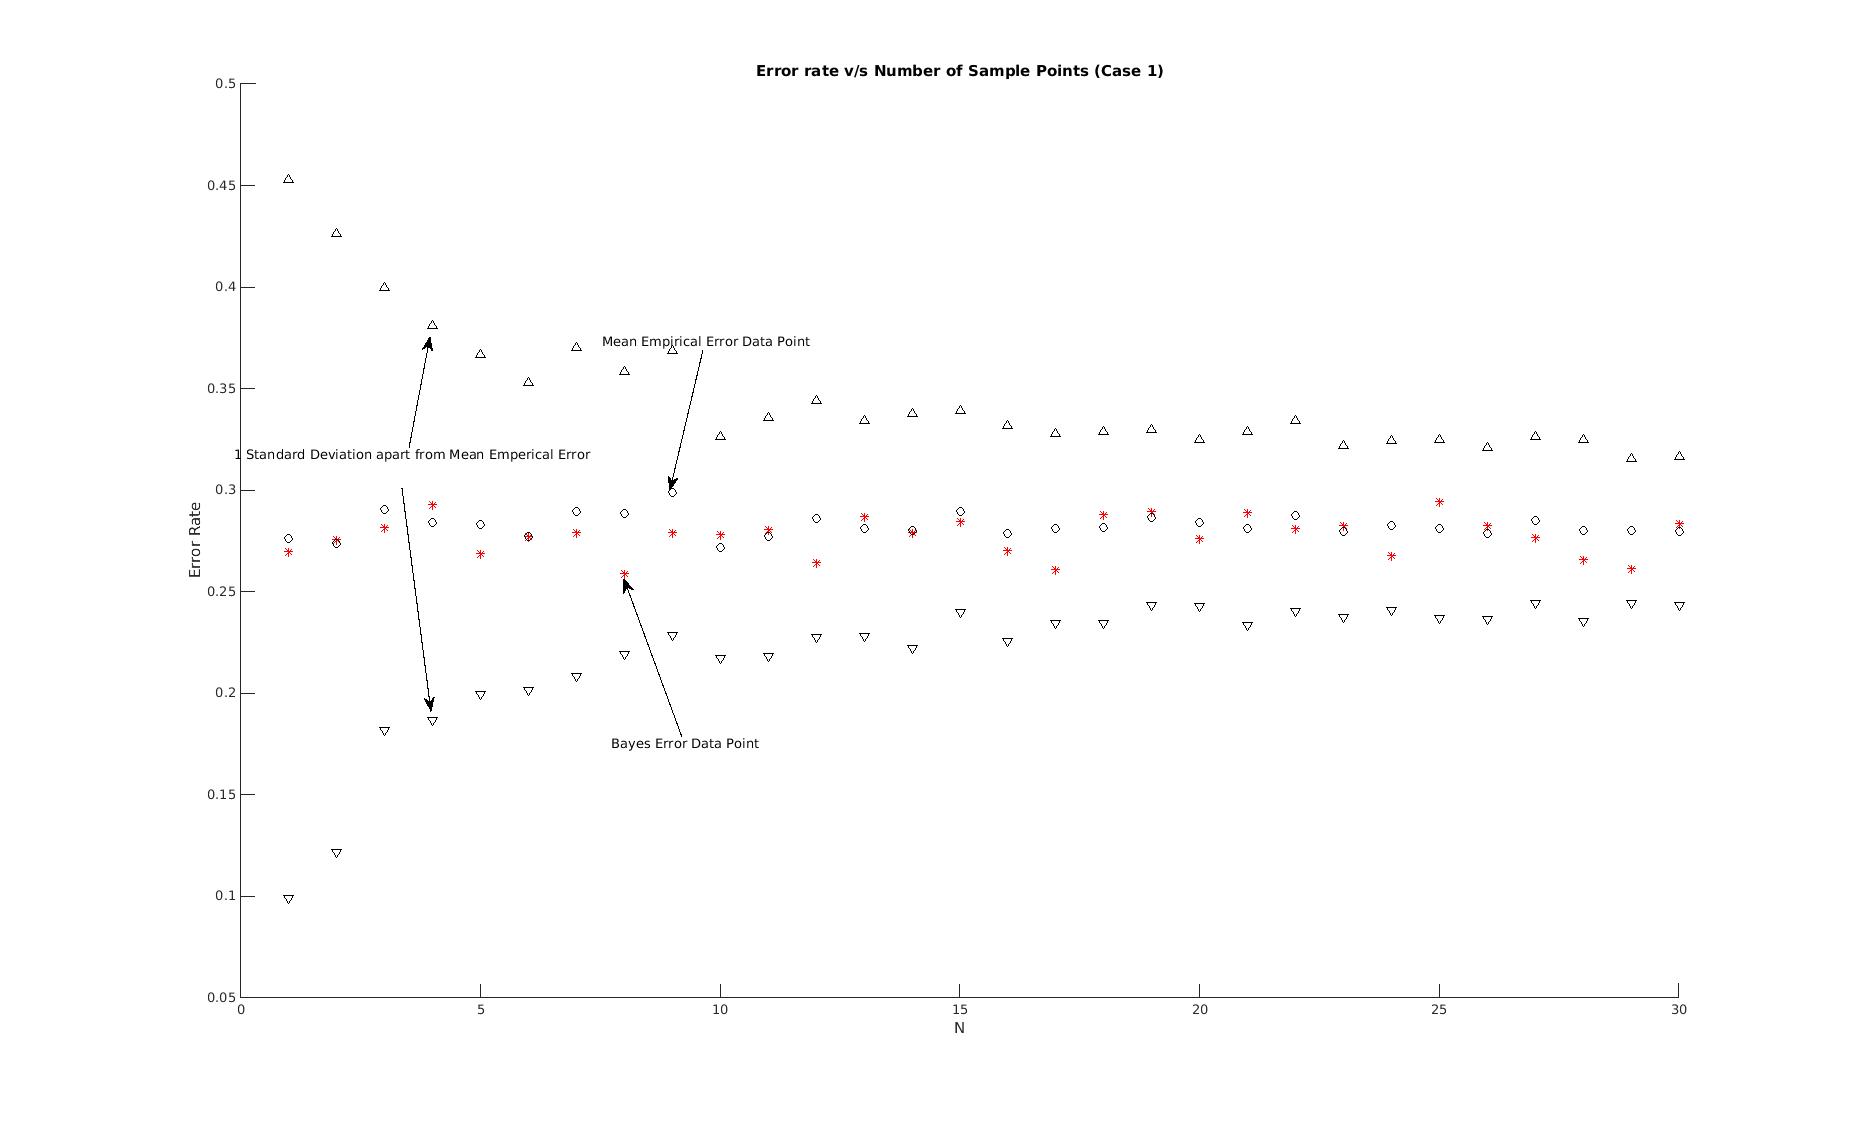 Error rate v/s Number of Sample Points (Case 1)
0.5
0.45
0.4
0.35
0.3
0.25
0.2
0.15
0.1
0.05
Error Rate
Mean Empirical Error Data Point
1 Standard Deviation apart from Mean Emperical Error
Bayes Error Data Point
0
5
10
15
20
25
30
N